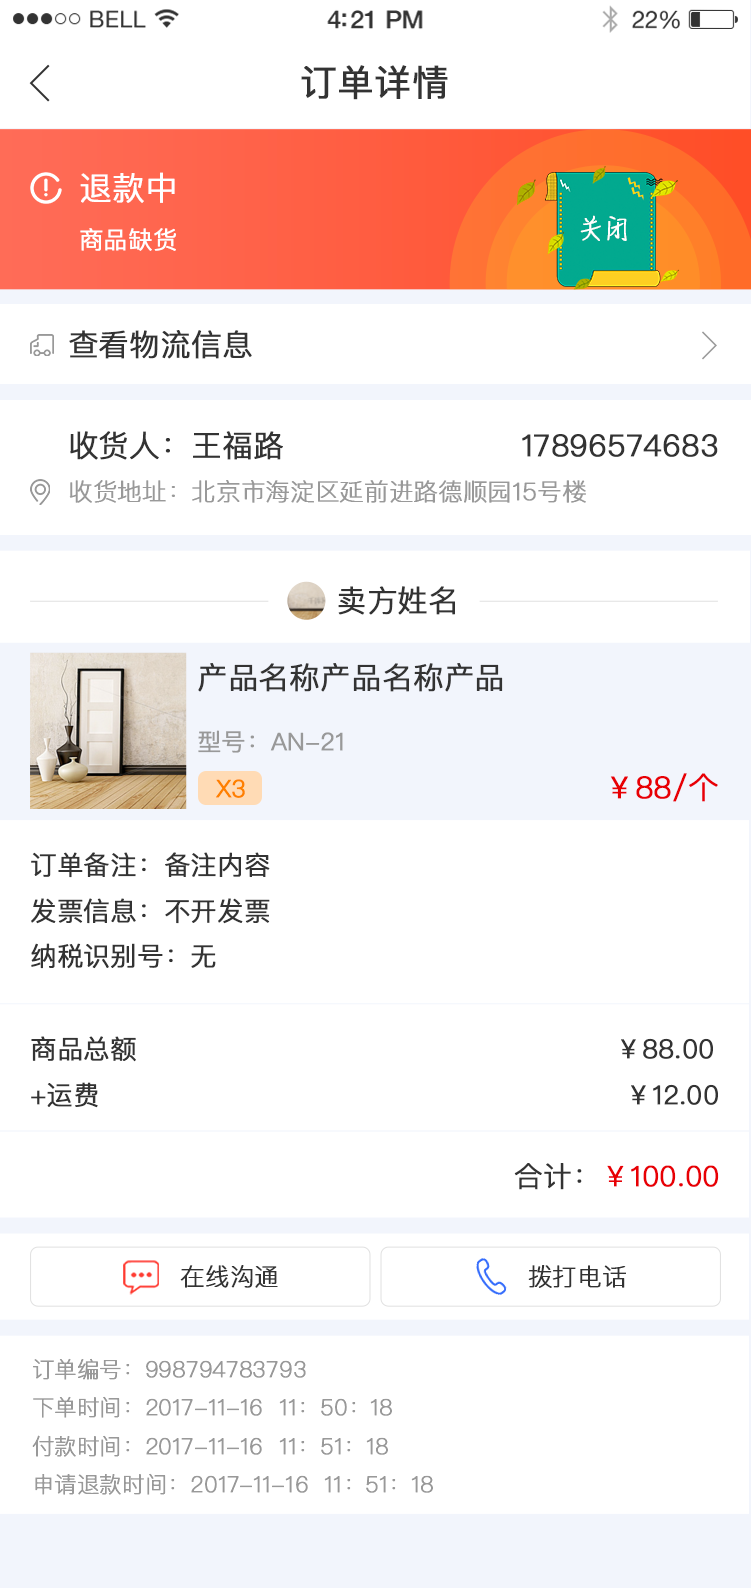 BELL 4:21 PM 22%
订单详情
退款中
商品缺货
关闭
查看物流信息
收货人：王福路 17896574683
收货地址：北京市海淀区延前进路德顺园15号楼
卖方姓名
产品名称产品名称产品
型号：AN-21
X3 ¥88/个
订单备注：备注内容
发票信息：不开发票
纳税识别号：无
商品总额 ¥88.00
+运费 ¥12.00
合计：¥100.00
在线沟通 拨打电话
订单编号：998794783793
下单时间：2017-11-16 11：50：18
付款时间：2017-11-16 11：51：18
申请退款时间：2017-11-16 11：51：18